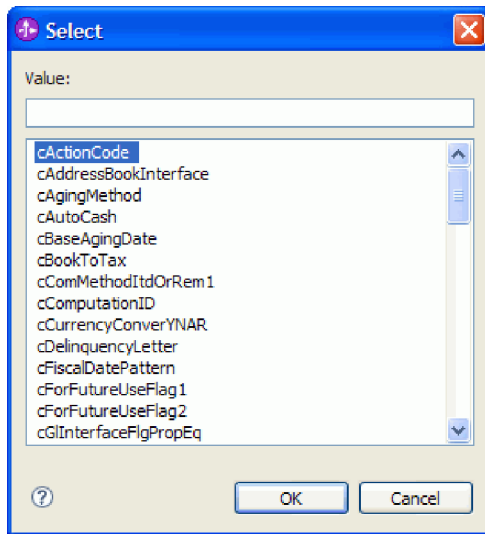 Select
Value:
cActionCode
cAddressBookInterface
cAgingMethod
cAutoCash
cBaseAgingDate
cBookToTax
cComMethodItdOrRem1
cComputationID
cCurrencyConverYNAR
cDelinquencyLetter
cFiscalDatePattern
cForFutureUseFlag1
cForFutureUseFlag2
cGlInterfaceFlgPropEq
?
OK Cancel